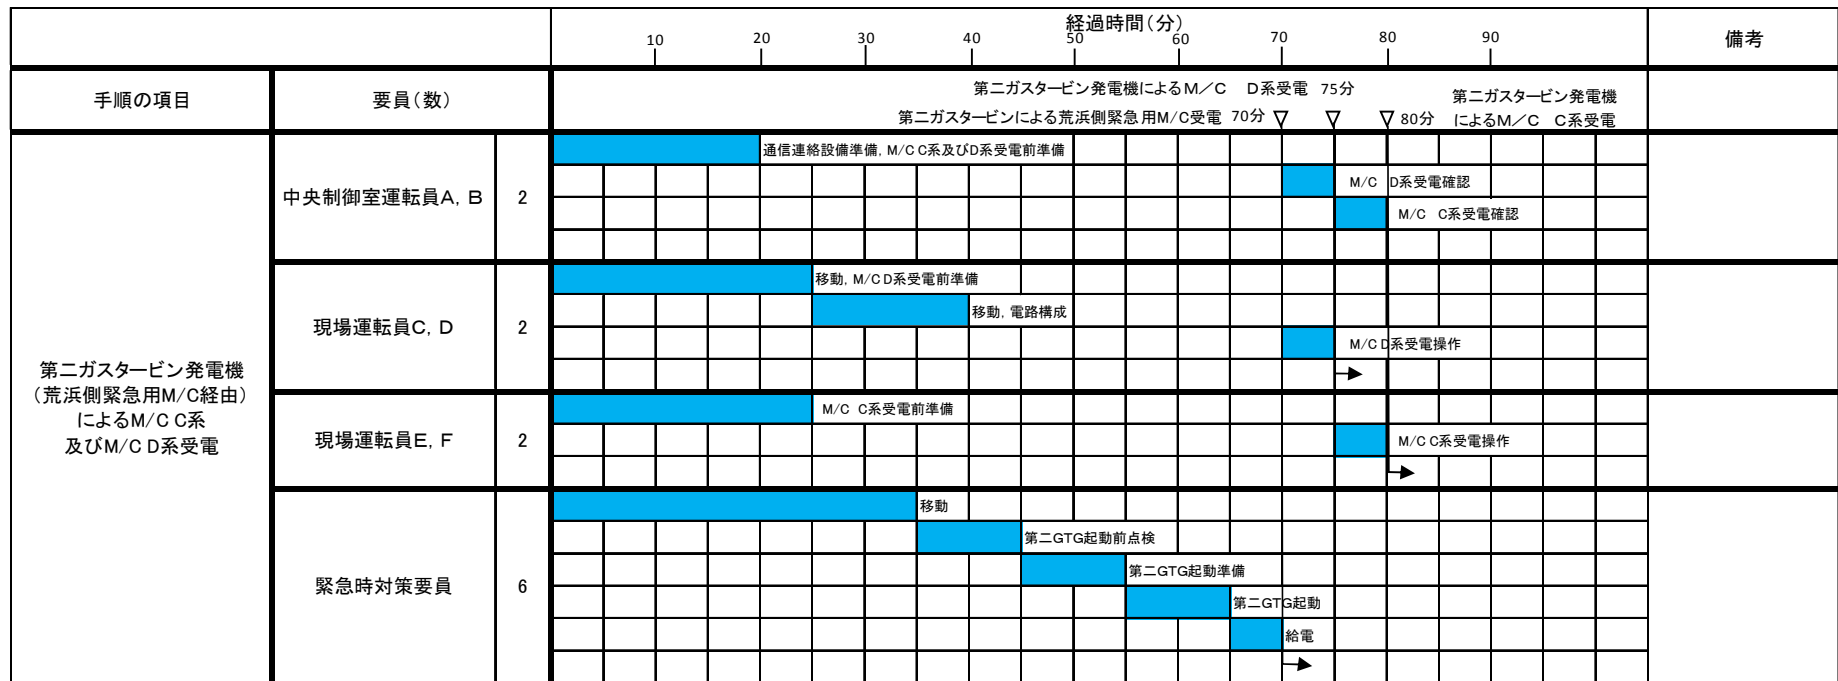 経過時間(分)
備考
10 20 30 40 50 60 70 80 90
手順の項目
要員(数)
第二ガスタービン発電機によるM／C D系受電 75分
第二ガスタービンによる荒浜側緊急用M/C受電 70分
80分
第二ガスタービン発電機
によるM／C C系受電
第二ガスタービン発電機
(荒浜側緊急用M/C経由)
によるM/C C系
及びM/C D系受電
中央制御室運転員A, B
2
通信連絡設備準備, M/C C系及びD系受電前準備
M/C D系受電確認
M/C C系受電確認
現場運転員C, D
2
移動, M/C D系受電前準備
移動, 電路構成
M/C D系受電操作
現場運転員E, F
2
M/C C系受電前準備
M/C C系受電操作
緊急時対策要員
6
移動
第二GTG起動前点検
第二GTG起動準備
第二GTG起動
給電